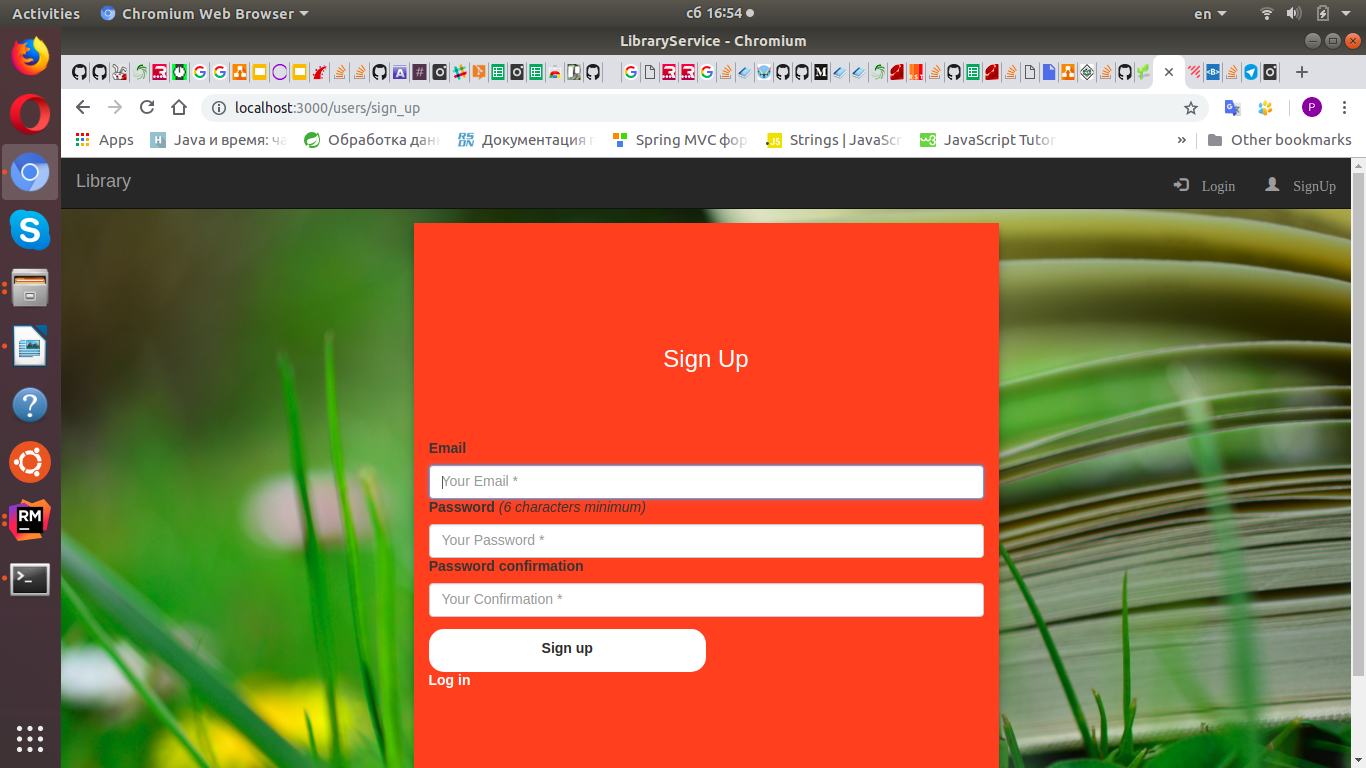 Activities Chromium Web Browser сб 16:54 en
LibraryService - Chromium
localhost:3000/users/sign_up P
Apps H Java и время: ча Обработка дан Документация п Spring MVC фор JS Strings | JavaScr JavaScript Tutor » Other bookmarks
Library Login SignUp
Sign Up
Email
Your Email *
Password (6 characters minimum)
Your Password *
Password confirmation
Your Confirmation *
Sign up
Log in
RM